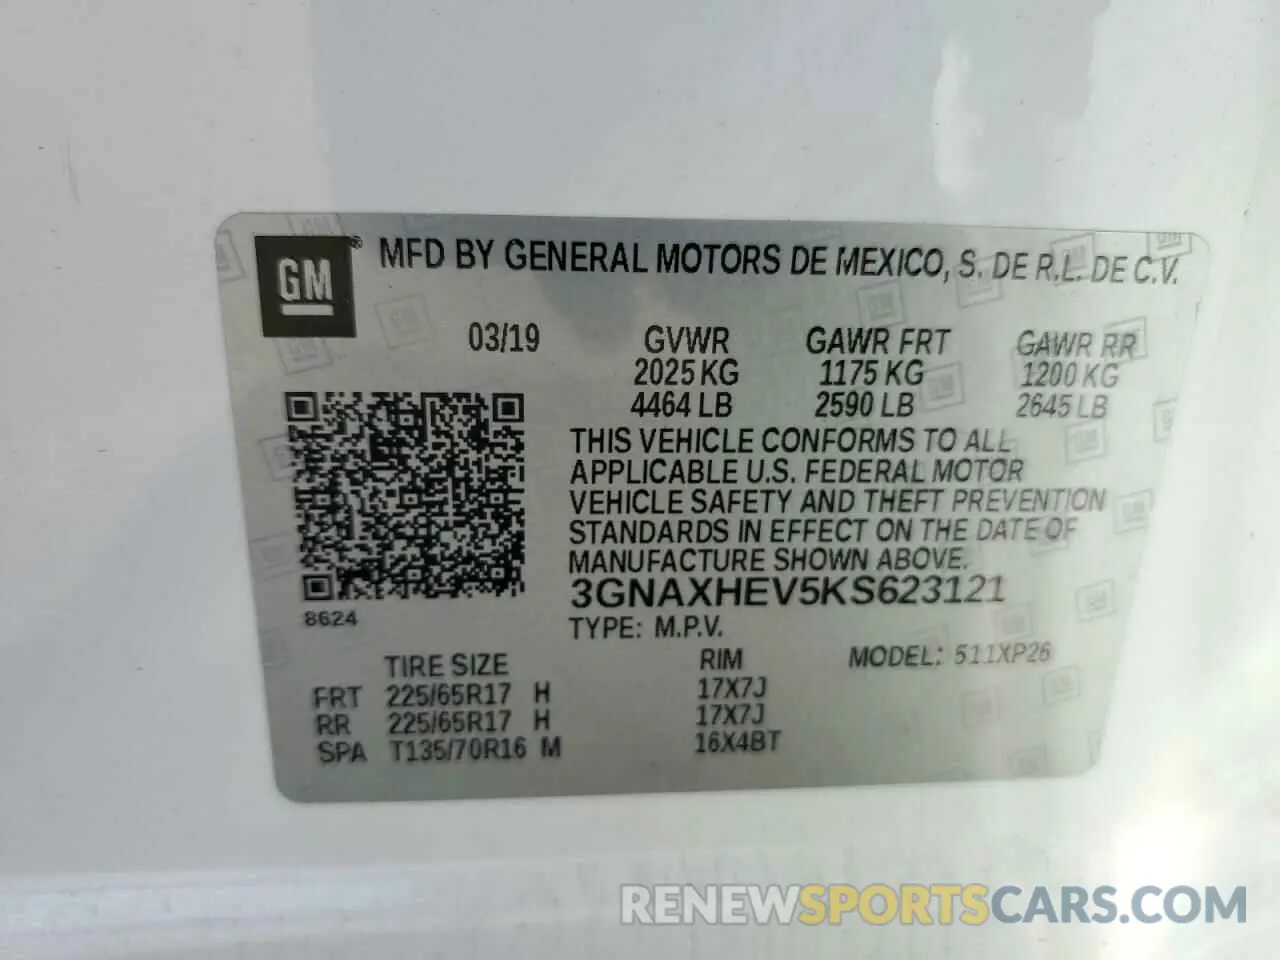 GM® MFD BY GENERAL MOTORS DE MEXICO, S. DE R.L. DE C.V.
03/19 GVWR GAWR FRT GAWR RR
2025 KG 1175 KG 1200 KG
4464 LB 2590 LB 2645 LB
THIS VEHICLE CONFORMS TO ALL
APPLICABLE U.S. FEDERAL MOTOR
VEHICLE SAFETY AND THEFT PREVENTION
STANDARDS IN EFFECT ON THE DATE OF
MANUFACTURE SHOWN ABOVE.
3GNAXHEV5KS623121
8624
TYPE: M.P.V.
TIRE SIZE RIM MODEL: 511XP26
FRT 225/65R17 H 17X7J
RR 225/65R17 H 17X7J
SPA T135/70R16 M 16X4BT
RENEWSPORTSCARS.COM